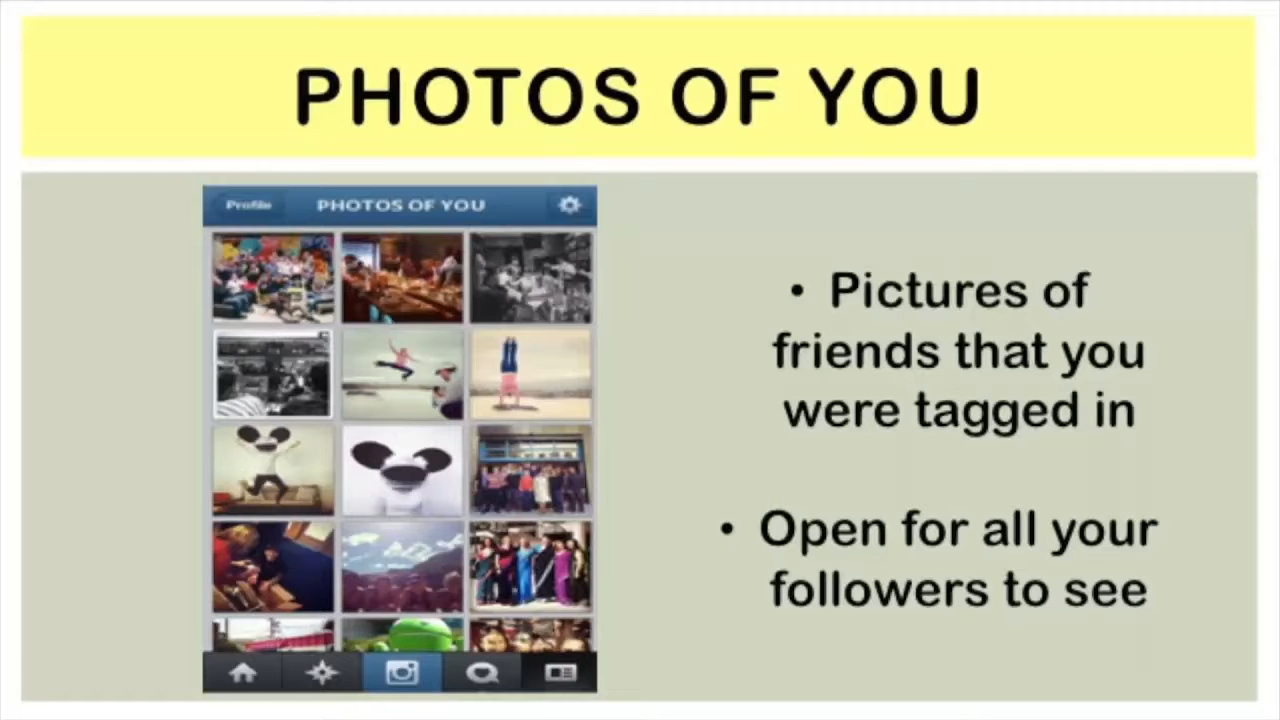 PHOTOS OF YOU
Profile
PHOTOS OF YOU
• Pictures of
friends that you
were tagged in
• Open for all your
followers to see